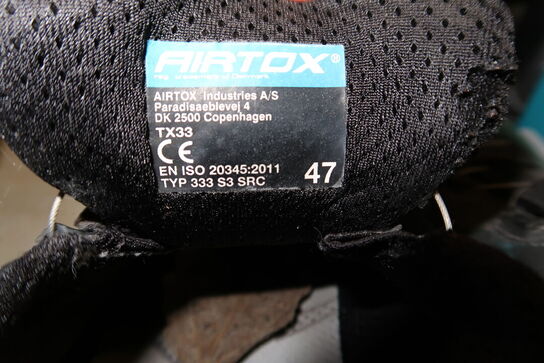 AIRTOX®
AIRTOX industries A/S
Paradisaeblevej 4
DK 2500 Copenhagen
TX33
CE
EN ISO 20345:2011
TYP 333 S3 SRC
47